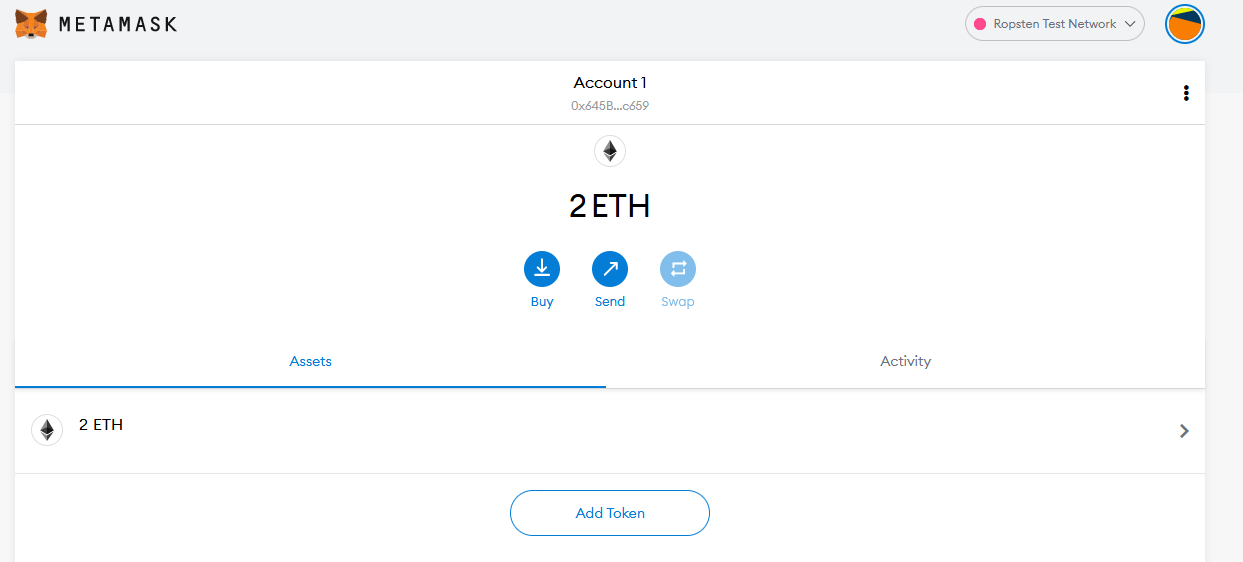 METAMASK
Ropsten Test Network
Account 1
0x645B...c659
2 ETH
Buy
Send
Swap
Assets
Activity
2 ETH
Add Token